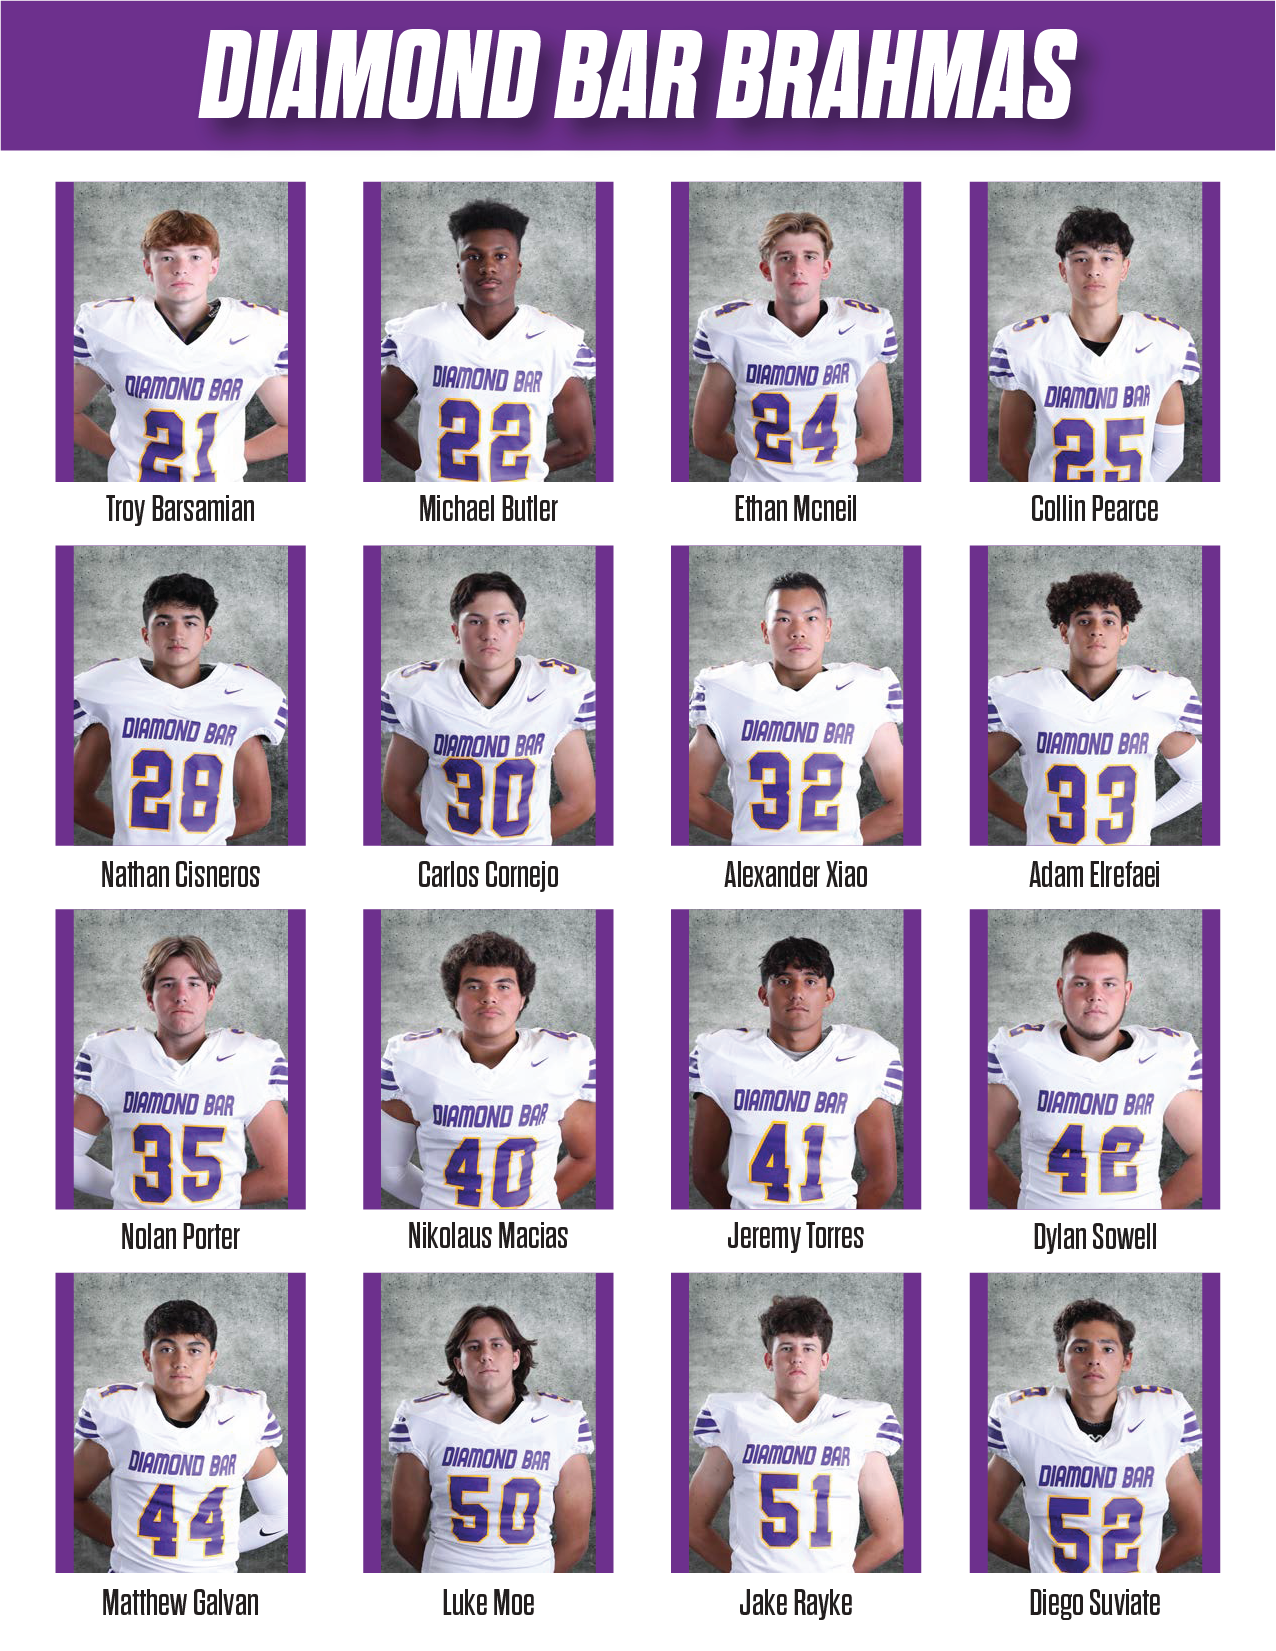 DIAMOND BAR BRAHMAS
DIAMOND BAR
21
DIAMOND BAR
22
24
DIAMOND BAR
24
25
DIAMOND BAR
25
Troy Barsamian
Michael Butler
Ethan Mcneil
Collin Pearce
DIAMOND BAR
28
30
DIAMOND BAR
30
DIAMOND BAR
32
DIAMOND BAR
33
Nathan Cisneros
Carlos Cornejo
Alexander Xiao
Adam Elrefaei
DIAMOND BAR
35
DIAMOND BAR
40
DIAMOND BAR
41
DIAMOND BAR
42
Nolan Porter
Nikolaus Macias
Jeremy Torres
Dylan Sowell
DIAMOND BAR
44
DIAMOND BAR
50
DIAMOND BAR
51
52
DIAMOND BAR
52
Matthew Galvan
Luke Moe
Jake Rayke
Diego Suviate